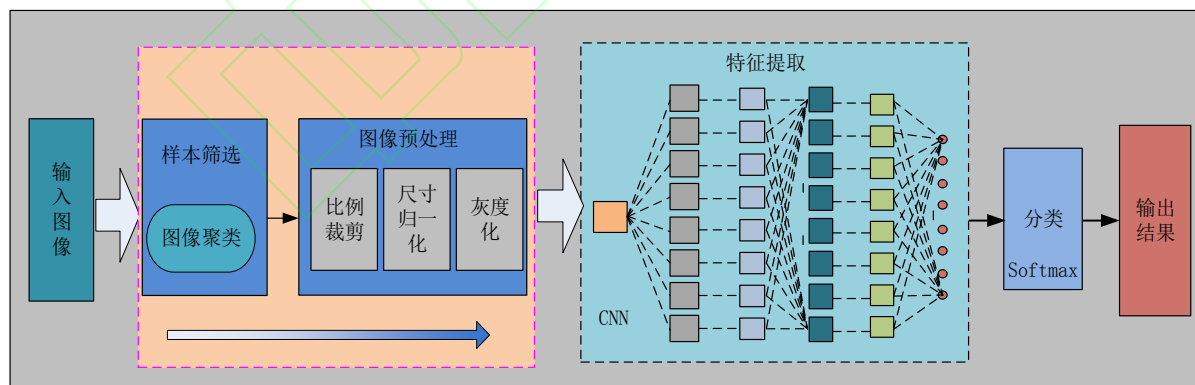 输
入
图
像
样本筛选
图像聚类
图像预处理
比例
裁剪
尺寸
归一
化
灰度
化
特征提取
CNN
分类
Softmax
输出
结果